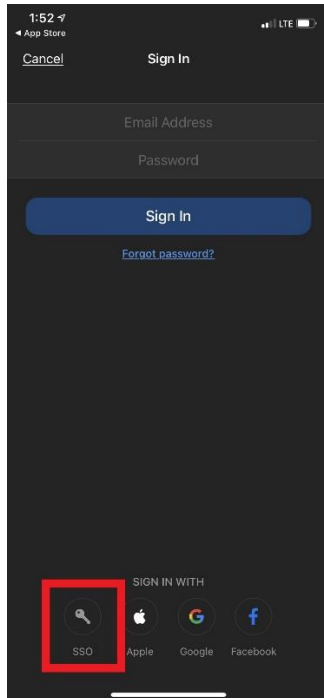 1:52
App Store
LTE
Cancel
Sign In
Email Address
Password
Sign In
Forgot password?
SIGN IN WITH
SSO Apple Google Facebook